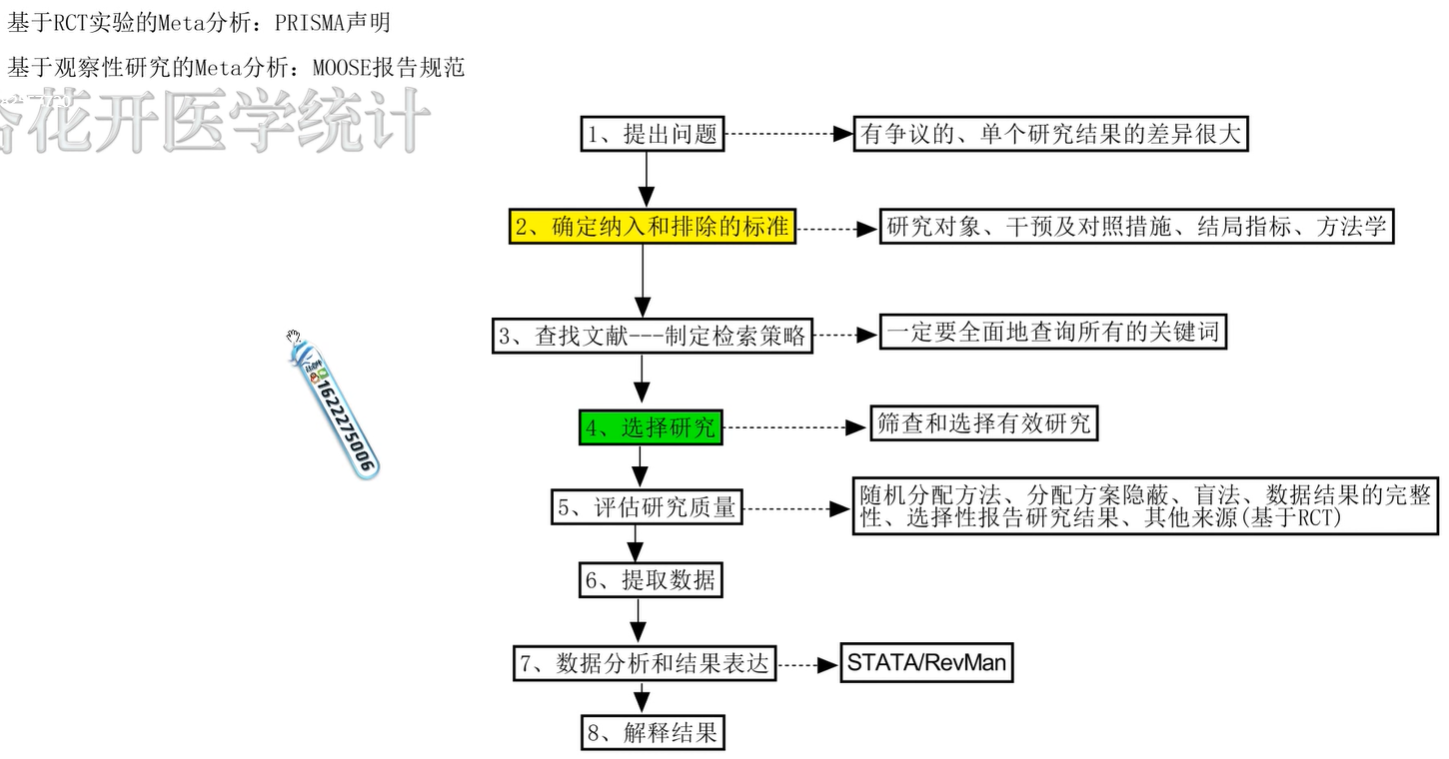 基于RCT实验的Meta分析：PRISMA声明
基于观察性研究的Meta分析：MOOSE报告规范
杏花开医学统计
1、提出问题
有争议的、单个研究结果的差异很大
2、确定纳入和排除的标准
研究对象、干预及对照措施、结局指标、方法学
3、查找文献---制定检索策略
一定要全面地查询所有的关键词
4、选择研究
筛查和选择有效研究
1622275006
5、评估研究质量
随机分配方法、分配方案隐蔽、盲法、数据结果的完整
性、选择性报告研究结果、其他来源(基于RCT)
6、提取数据
7、数据分析和结果表达
STATA/RevMan
8、解释结果